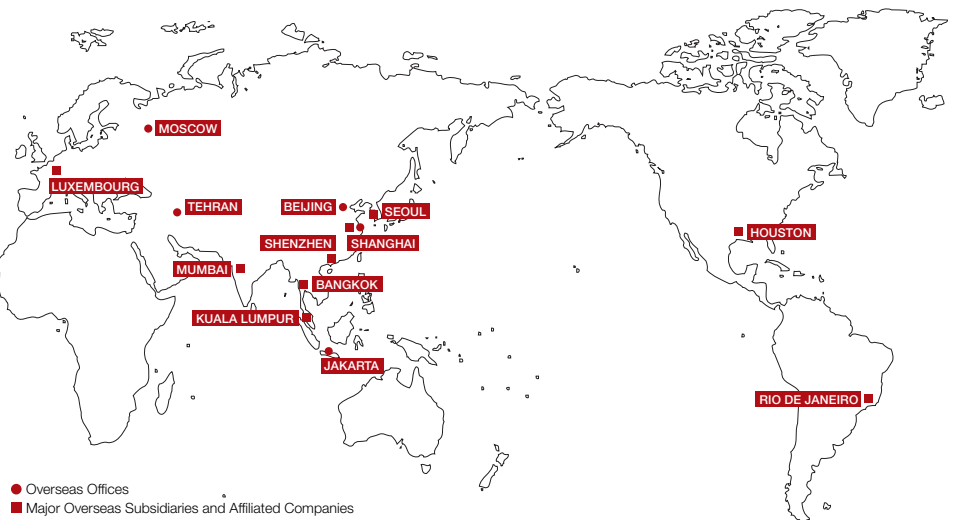 MOSCOW
LUXEMBOURG
TEHRAN
BEIJING
SEOUL
SHENZHEN
SHANGHAI
HOUSTON
MUMBAI
BANGKOK
KUALA LUMPUR
JAKARTA
RIO DE JANEIRO
Overseas Offices
Major Overseas Subsidiaries and Affiliated Companies